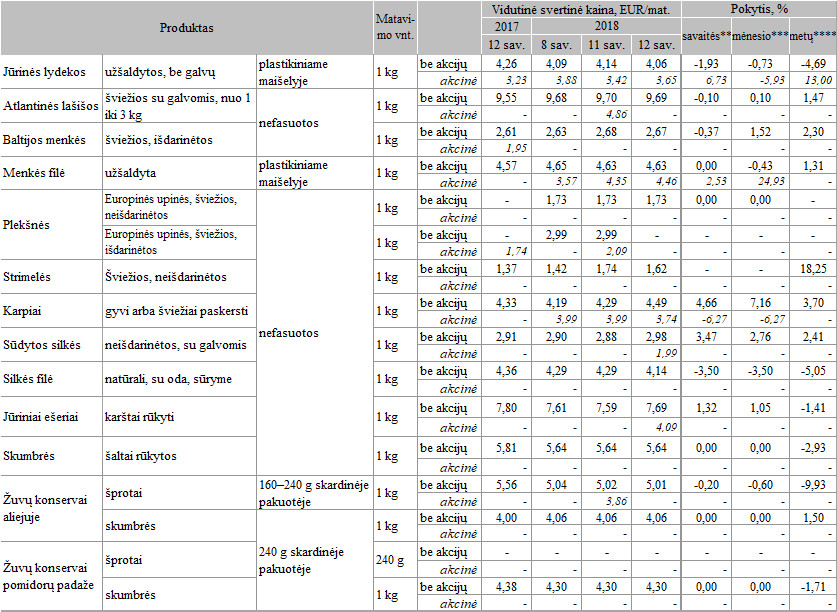 Produktas Matavi- Vidutinė svertinė kaina, EUR/mat. Pokytis, %
mo vnt. 2017 2018 savaitės** mėnesio*** metų****
12 sav. 8 sav. 11 sav. 12 sav.
Jūrinės lydekos užšaldytos, be galvų plastikiniame maišelyje 1 kg be akcijų 4,26 4,09 4,14 4,06 -1,93 -0,73 -4,69
akcinė 3,23 3,88 3,42 3,65 6,73 -5,93 13,00
Atlantinės lašišos šviežios su galvomis, nuo 1 iki 3 kg nefasuotos 1 kg be akcijų 9,55 9,68 9,70 9,69 -0,10 0,10 1,47
akcinė - - 4,86 - - - -
Baltijos menkės šviežios, išdarinėtos 1 kg be akcijų 2,61 2,63 2,68 2,67 -0,37 1,52 2,30
akcinė 1,95 - - - - - -
Menkės filė užšaldyta plastikiniame maišelyje 1 kg be akcijų 4,57 4,65 4,63 4,63 0,00 -0,43 1,31
akcinė - 3,57 4,35 4,46 2,53 24,93 -
Plekšnės Europinės upinės, šviežios, neišdarinėtos nefasuotos 1 kg be akcijų - 1,73 1,73 1,73 0,00 0,00 -
akcinė - - - - - - -
Europinės upinės, šviežios, išdarinėtos 1 kg be akcijų - 2,99 2,99 - - - -
akcinė 1,74 - 2,09 - - - -
Strimelės Šviežios, neišdarinėtos 1 kg be akcijų 1,37 1,42 1,74 1,62 - - 18,25
akcinė - - - - - - -
Karpiai gyvi arba šviežiai paskersti 1 kg be akcijų 4,33 4,19 4,29 4,49 4,66 7,16 3,70
akcinė - 3,99 3,99 3,74 -6,27 -6,27 -
Sūdytos silkės neišdarinėtos, su galvomis 1 kg be akcijų 2,91 2,90 2,88 2,98 3,47 2,76 2,41
akcinė - - - 1,99 - - -
Silkės filė natūrali, su oda, sūryme 1 kg be akcijų 4,36 4,29 4,29 4,14 -3,50 -3,50 -5,05
akcinė - - - - - - -
Jūriniai ešeriai karštai rūkyti 1 kg be akcijų 7,80 7,61 7,59 7,69 1,32 1,05 -1,41
akcinė - - - 4,09 - - -
Skumbrės šaltai rūkytos 1 kg be akcijų 5,81 5,64 5,64 5,64 0,00 0,00 -2,93
akcinė - - - - - - -
Žuvų konservai aliejuje šprotai 160–240 g skardinėje pakuotėje 1 kg be akcijų 5,56 5,04 5,02 5,01 -0,20 -0,60 -9,93
akcinė - - 3,86 - - - -
skumbrės 240 g skardinėje pakuotėje 1 kg be akcijų 4,00 4,06 4,06 4,06 0,00 0,00 1,50
akcinė - - - - - - -
Žuvų konservai pomidorų padaže šprotai 240 g be akcijų - - - - - - -
akcinė - - - - - - -
skumbrės 1 kg be akcijų 4,38 4,30 4,30 4,30 0,00 0,00 -1,71
akcinė - - - - - - -